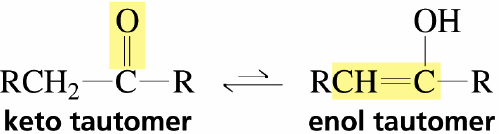 O OH
RCH₂—C—R ⇌ RCH=C—R
keto tautomer enol tautomer